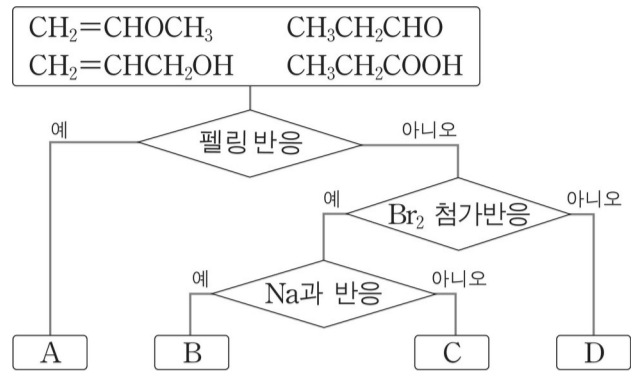 CH₂=CHOCH₃ CH₃CH₂CHO
CH₂=CHCH₂OH CH₃CH₂COOH
예 펠링 반응 아니오
예 Br₂ 첨가반응 아니오
예 Na과 반응 아니오
A B C D